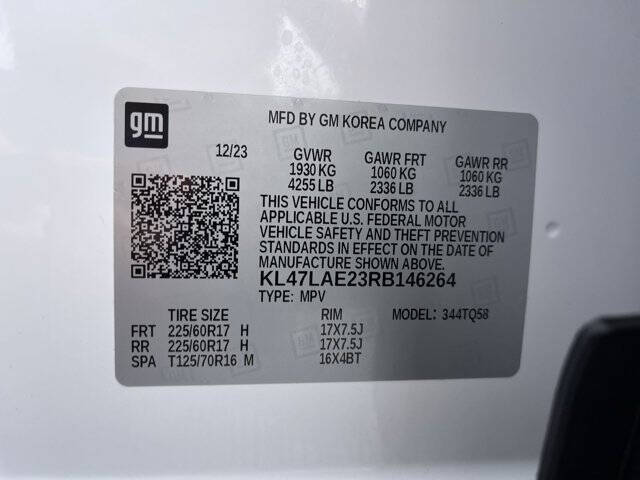 gm
MFD BY GM KOREA COMPANY
12/23 GVWR GAWR FRT GAWR RR
1930 KG 1060 KG 1060 KG
4255 LB 2336 LB 2336 LB
THIS VEHICLE CONFORMS TO ALL
APPLICABLE U.S. FEDERAL MOTOR
VEHICLE SAFETY AND THEFT PREVENTION
STANDARDS IN EFFECT ON THE DATE OF
MANUFACTURE SHOWN ABOVE.
KL47LAE23RB146264
TYPE: MPV
TIRE SIZE RIM MODEL: 344TQ58
FRT 225/60R17 H 17X7.5J
RR 225/60R17 H 17X7.5J
SPA T125/70R16 M 16X4BT